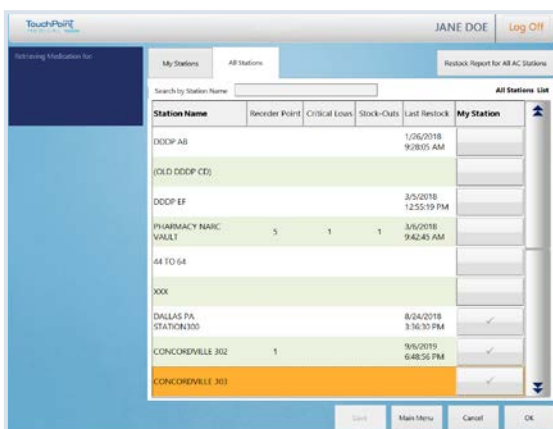 TouchPoint
MEDICAL
JANE DOE
Log Off
Retrieving Medication for:
My Stations
All Stations
Restock Report for All AC Stations
Search by Station Name
All Stations List
Station Name Reorder Point Critical Lows Stock-Outs Last Restock My Station
DDDP AB 1/26/2018
9:28:05 AM
(OLD DDDP CD)
DDDP EF 3/5/2018
12:55:19 PM
PHARMACY NARC
VAULT 5 1 1 3/6/2018
9:42:45 AM
44 TO 64
XXX
DALLAS PA
STATION300 8/24/2018
3:36:30 PM
CONCORDVILLE 302 1 9/6/2019
6:48:56 PM
CONCORDVILLE 303
Save
Main Menu
Cancel
OK